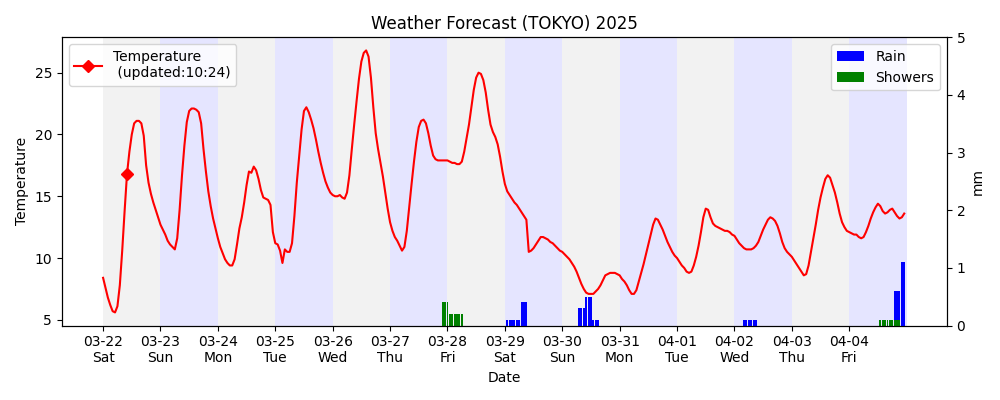 Weather Forecast (TOKYO) 2025
Temperature
(updated:10:24)
Rain
Showers
25
20
15
10
5
Temperature
5
4
3
2
1
0
mm
03-22 03-23 03-24 03-25 03-26 03-27 03-28 03-29 03-30 03-31 04-01 04-02 04-03 04-04
Sat Sun Mon Tue Wed Thu Fri Sat Sun Mon Tue Wed Thu Fri
Date